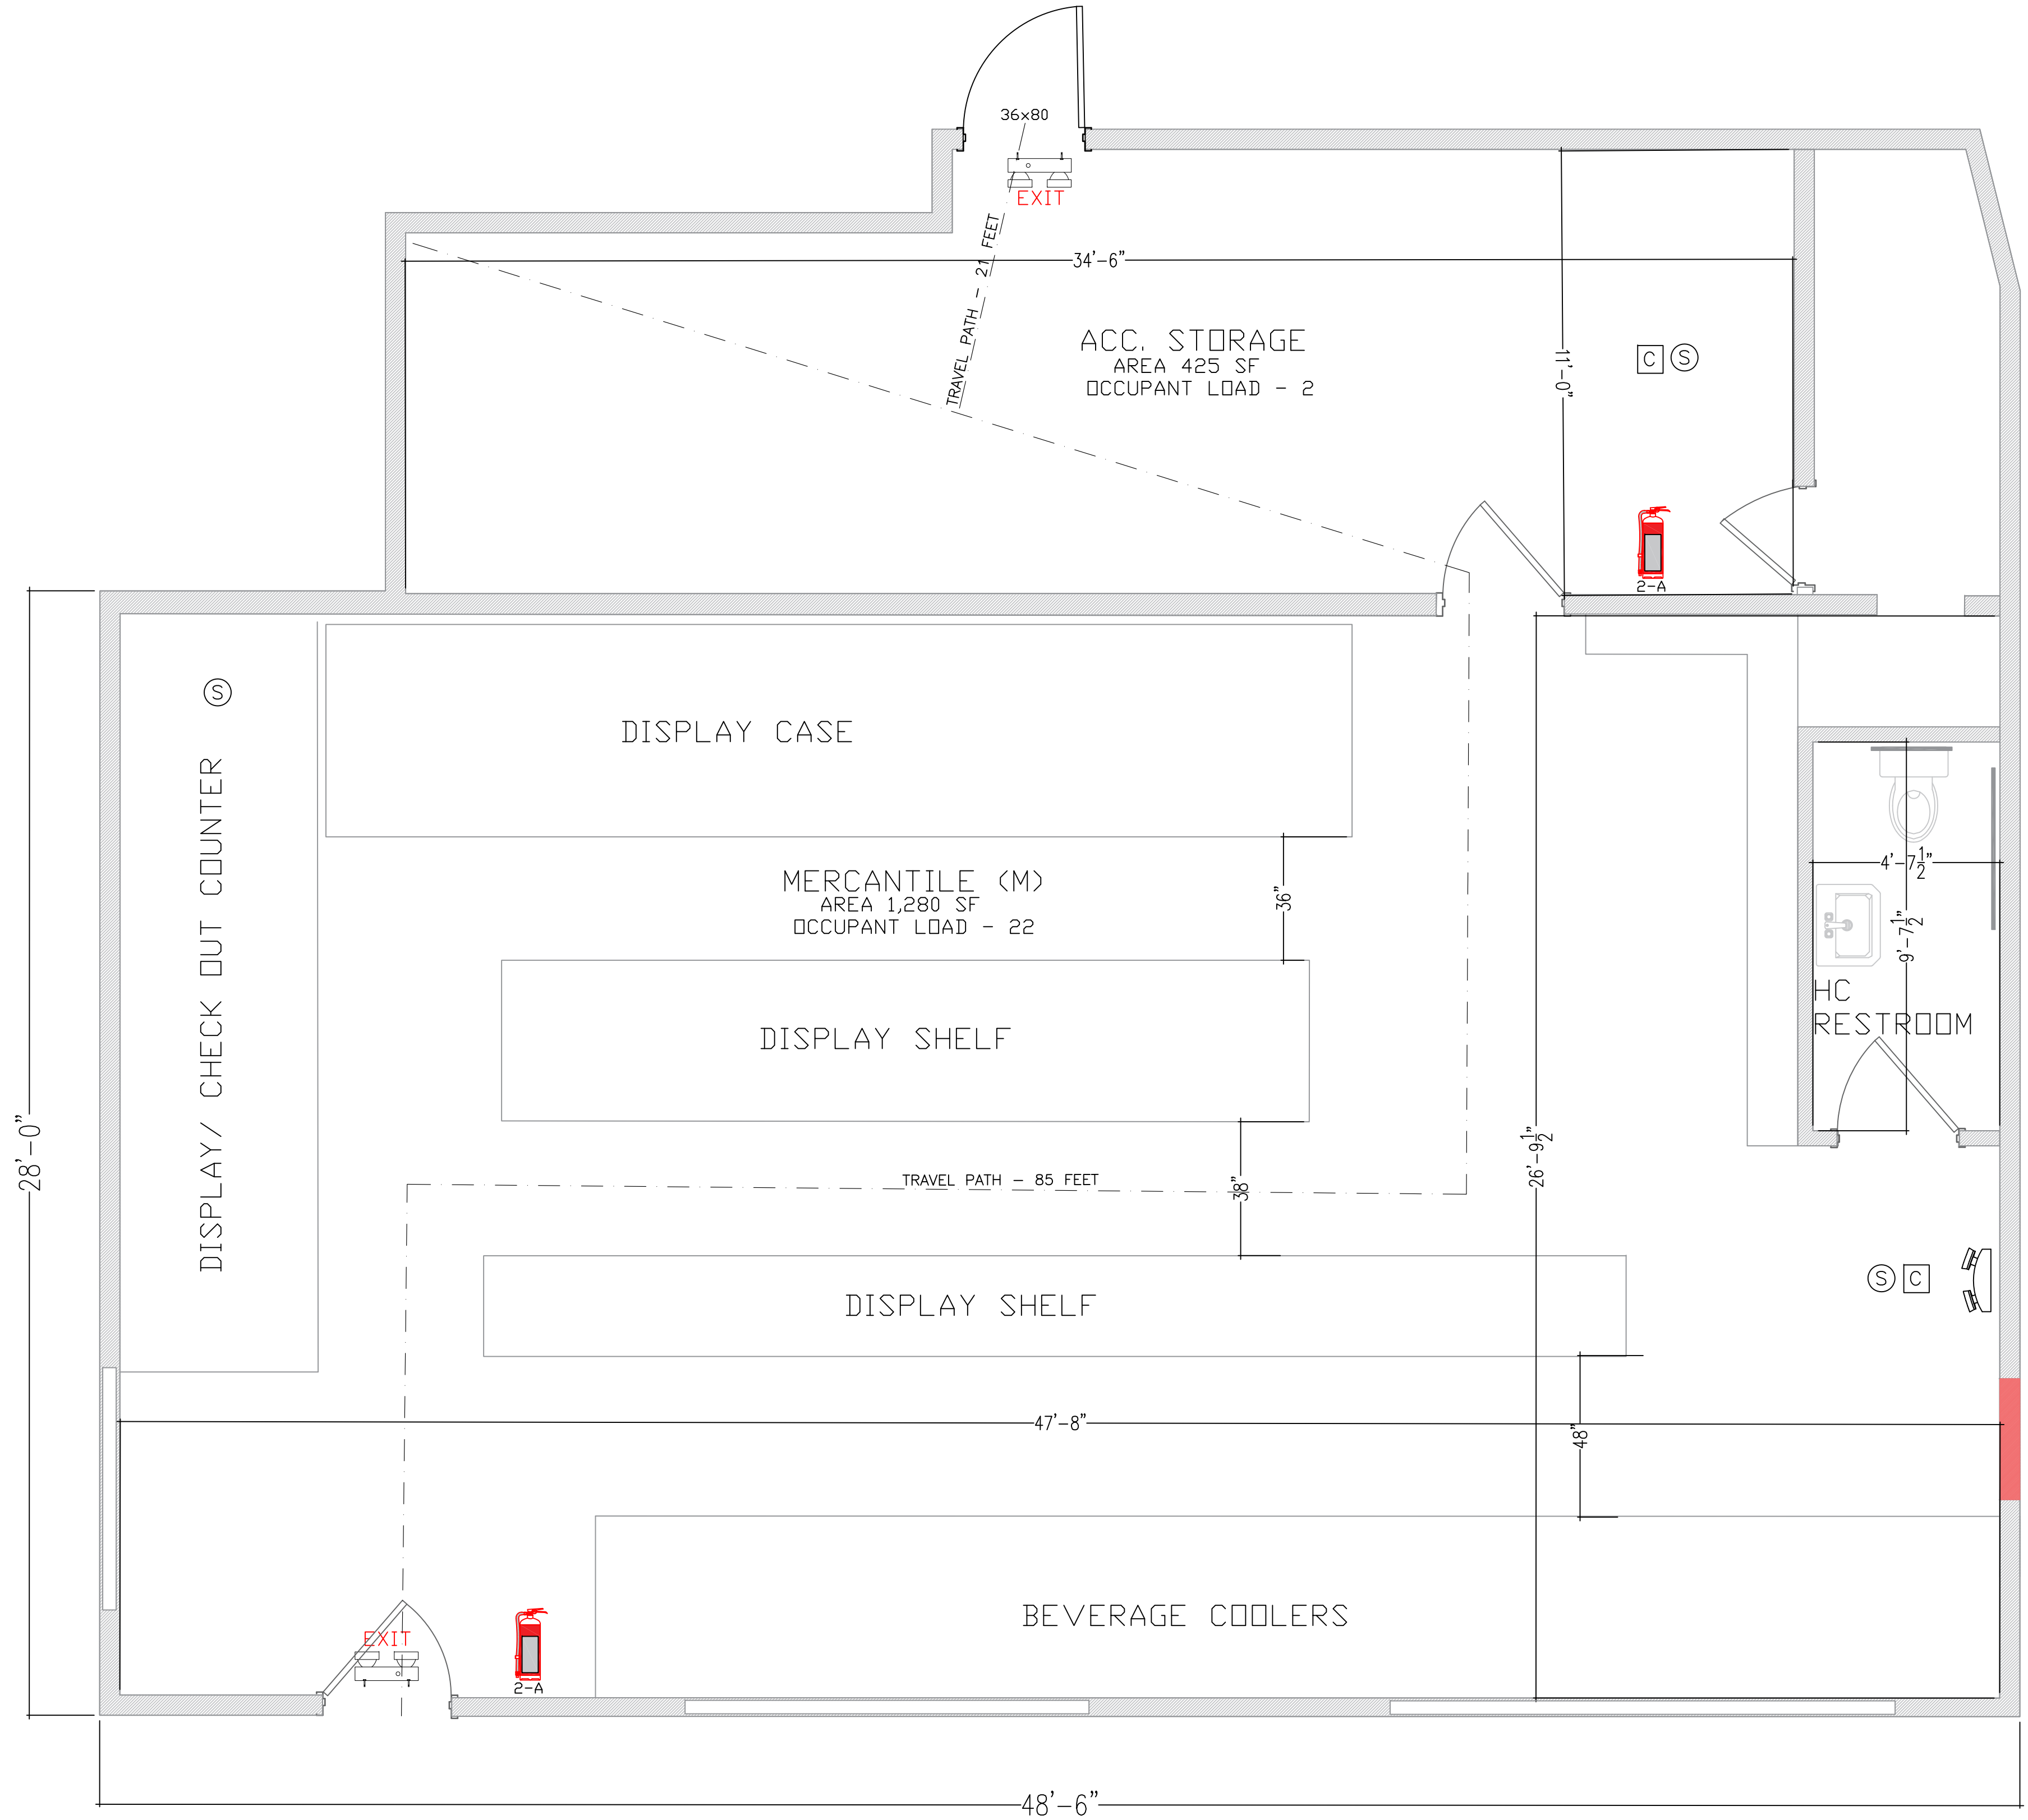 36x80
EXIT
TRAVEL PATH - 21 FEET
34'-6"
ACC. STORAGE
AREA 425 SF
OCCUPANT LOAD - 2
11'-0"
C
S
2-A
S
DISPLAY CASE
DISPLAY/ CHECK OUT COUNTER
MERCANTILE (M)
AREA 1,280 SF
OCCUPANT LOAD - 22
36"
4'-7 1/2"
9'-7 1/2"
HC
RESTROOM
DISPLAY SHELF
28'-0"
TRAVEL PATH - 85 FEET
38"
26'-9 1/2"
S
C
DISPLAY SHELF
47'-8"
48"
BEVERAGE COOLERS
EXIT
2-A
48'-6"